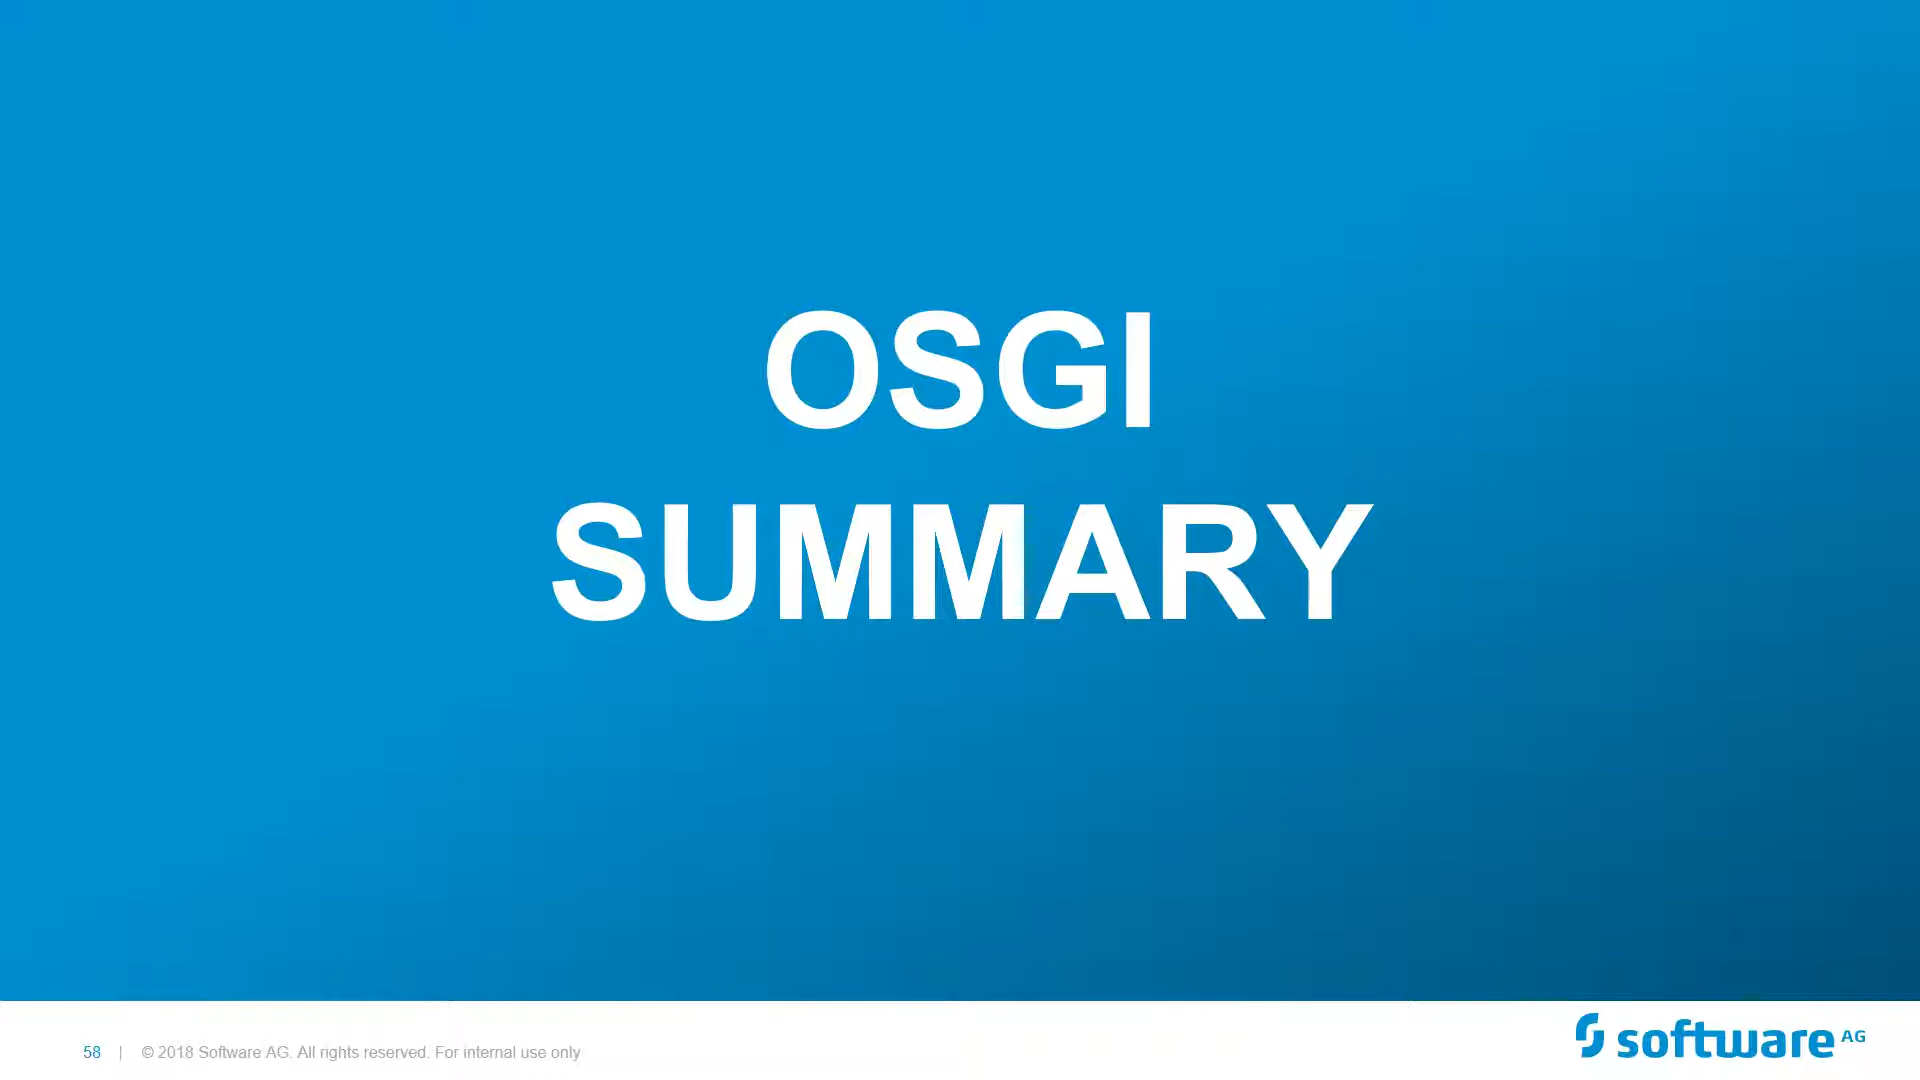 OSGI
SUMMARY
58 | © 2018 Software AG. All rights reserved. For internal use only
software AG